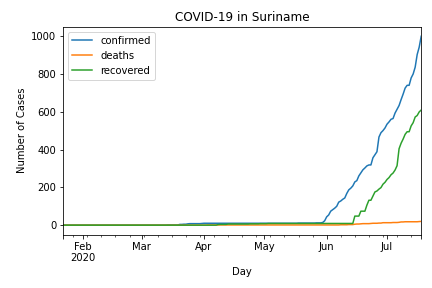 COVID-19 in Suriname
confirmed
deaths
recovered
Number of Cases
1000
800
600
400
200
0
Feb Mar Apr May Jun Jul
2020
Day